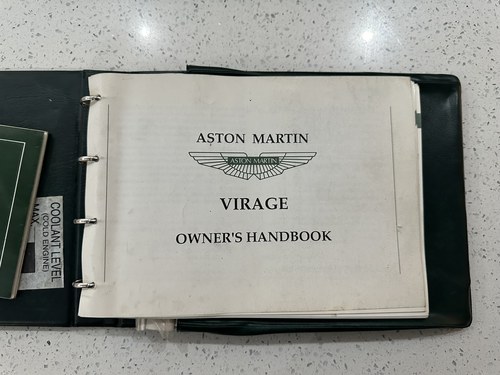 ASTON MARTIN
ASTON MARTIN
VIRAGE
OWNER'S HANDBOOK
COOLANT LEVEL
(COLD ENGINE)
MAX